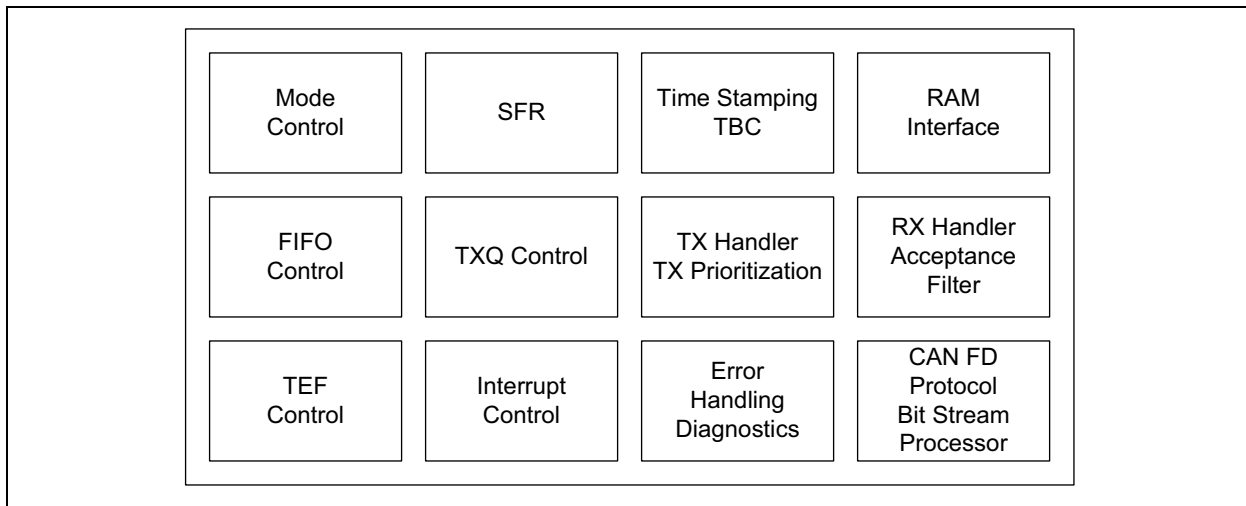 Mode
Control
SFR
Time Stamping
TBC
RAM
Interface
FIFO
Control
TXQ Control
TX Handler
TX Prioritization
RX Handler
Acceptance
Filter
TEF
Control
Interrupt
Control
Error
Handling
Diagnostics
CAN FD
Protocol
Bit Stream
Processor